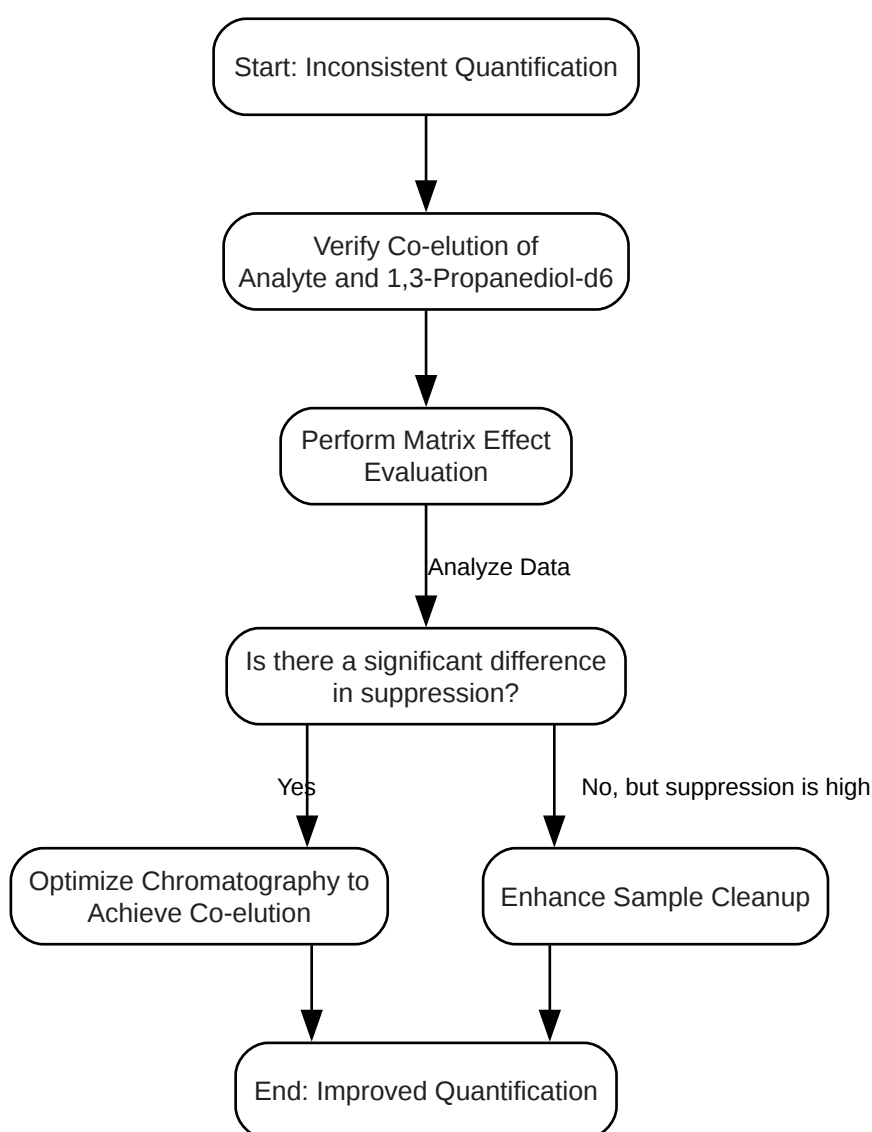 Start: Inconsistent Quantification
Verify Co-elution of
Analyte and 1,3-Propanediol-d6
Perform Matrix Effect
Evaluation
Analyze Data
Is there a significant difference
in suppression?
Yes
No, but suppression is high
Optimize Chromatography to
Achieve Co-elution
Enhance Sample Cleanup
End: Improved Quantification